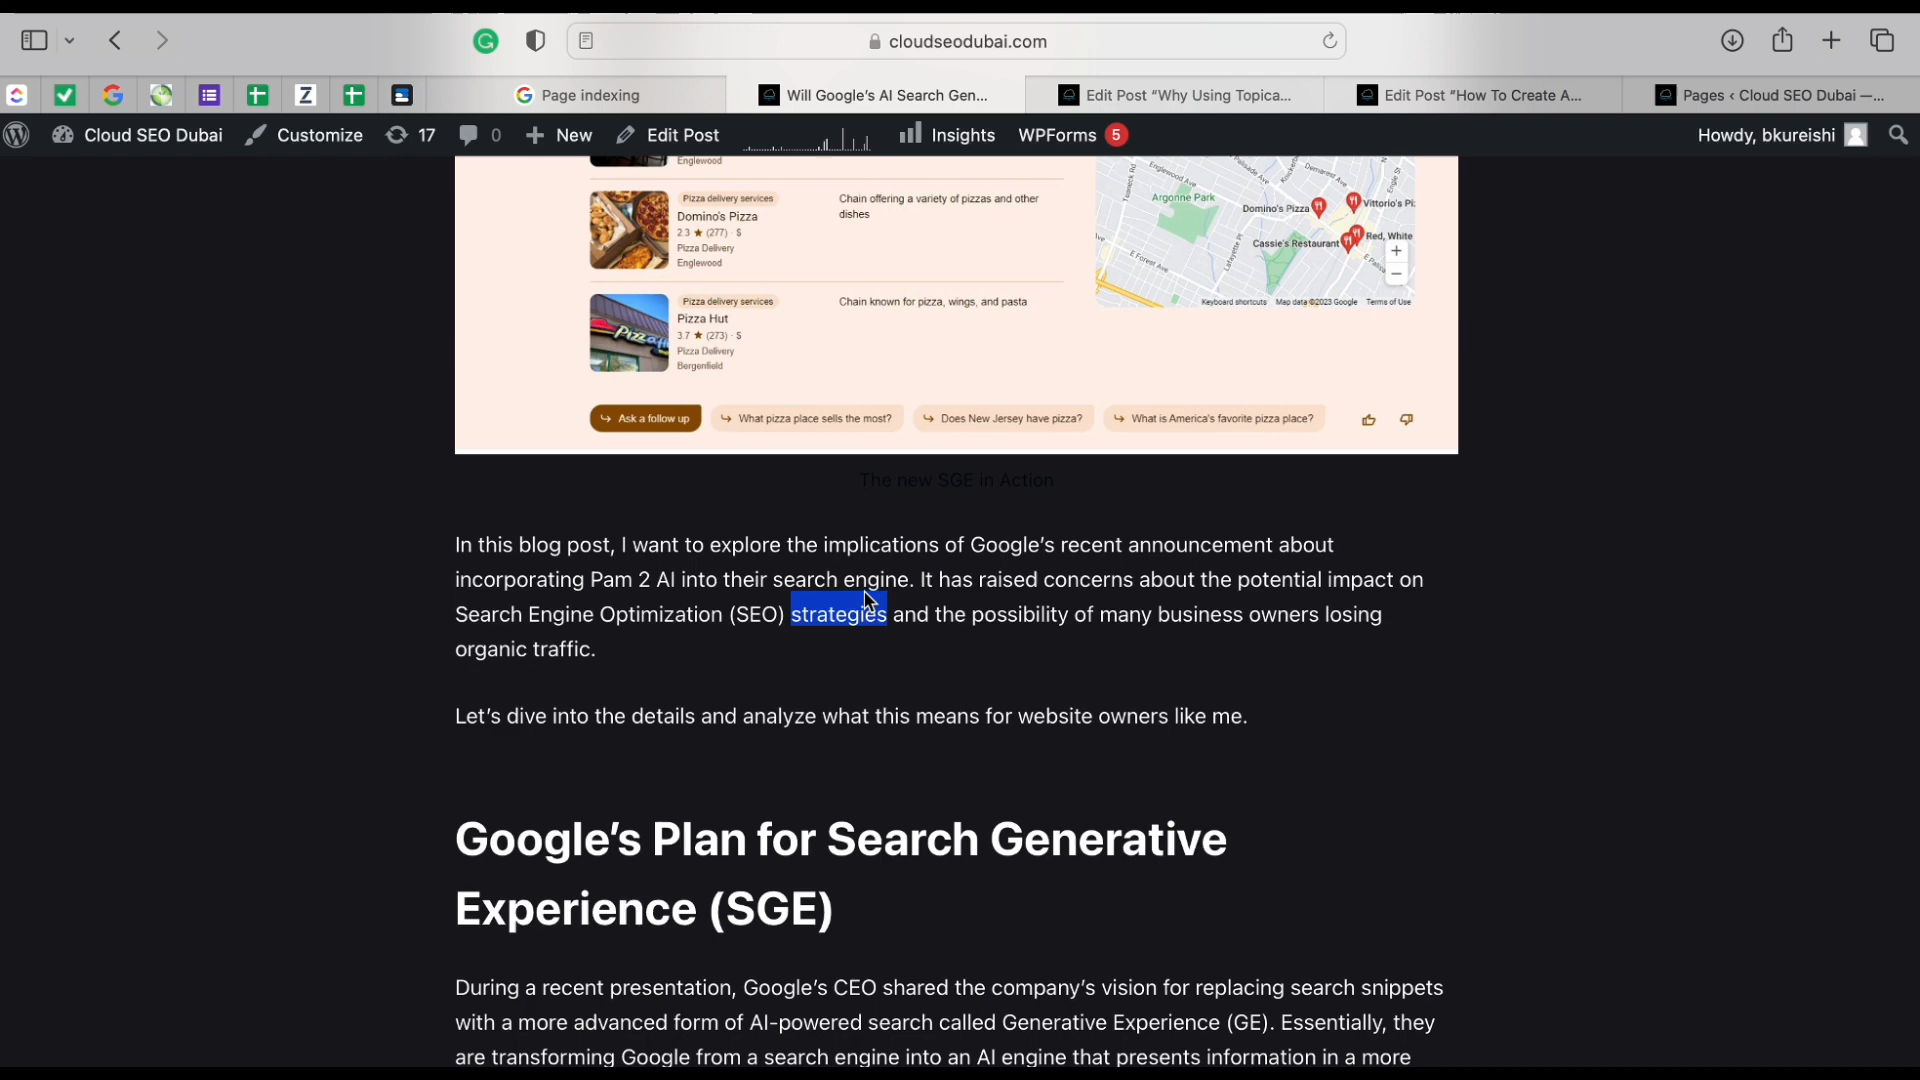 cloudseodubai.com
Page indexing
Will Google's AI Search Gen...
Edit Post “Why Using Topica...
Edit Post “How To Create A...
Pages ‹ Cloud SEO Dubai —...
Cloud SEO Dubai
Customize
17
0
New
Edit Post
Insights
WPForms 5
Howdy, bkureishi
Englewood
Pizza delivery services
Domino's Pizza
2.3 ★ (277) · $
Pizza Delivery
Englewood
Chain offering a variety of pizzas and other
dishes
Pizza delivery services
Pizza Hut
3.7 ★ (273) · $
Pizza Delivery
Bergenfield
Chain known for pizza, wings, and pasta
Argonne Park
Englewood Ave
Demarest Ave
Domino's Pizza
Vittorio's Pi
Cassie's Restaurant
Red, White
Lafayette Pl
E Forest Ave
Keyboard shortcuts Map data ©2023 Google Terms of Use
Ask a follow up
What pizza place sells the most?
Does New Jersey have pizza?
What is America's favorite pizza place?
The new SGE in Action
In this blog post, I want to explore the implications of Google’s recent announcement about
incorporating Pam 2 AI into their search engine. It has raised concerns about the potential impact on
Search Engine Optimization (SEO) strategies and the possibility of many business owners losing
organic traffic.
Let’s dive into the details and analyze what this means for website owners like me.
Google’s Plan for Search Generative
Experience (SGE)
During a recent presentation, Google’s CEO shared the company’s vision for replacing search snippets
with a more advanced form of AI-powered search called Generative Experience (GE). Essentially, they
are transforming Google from a search engine into an AI engine that presents information in a more